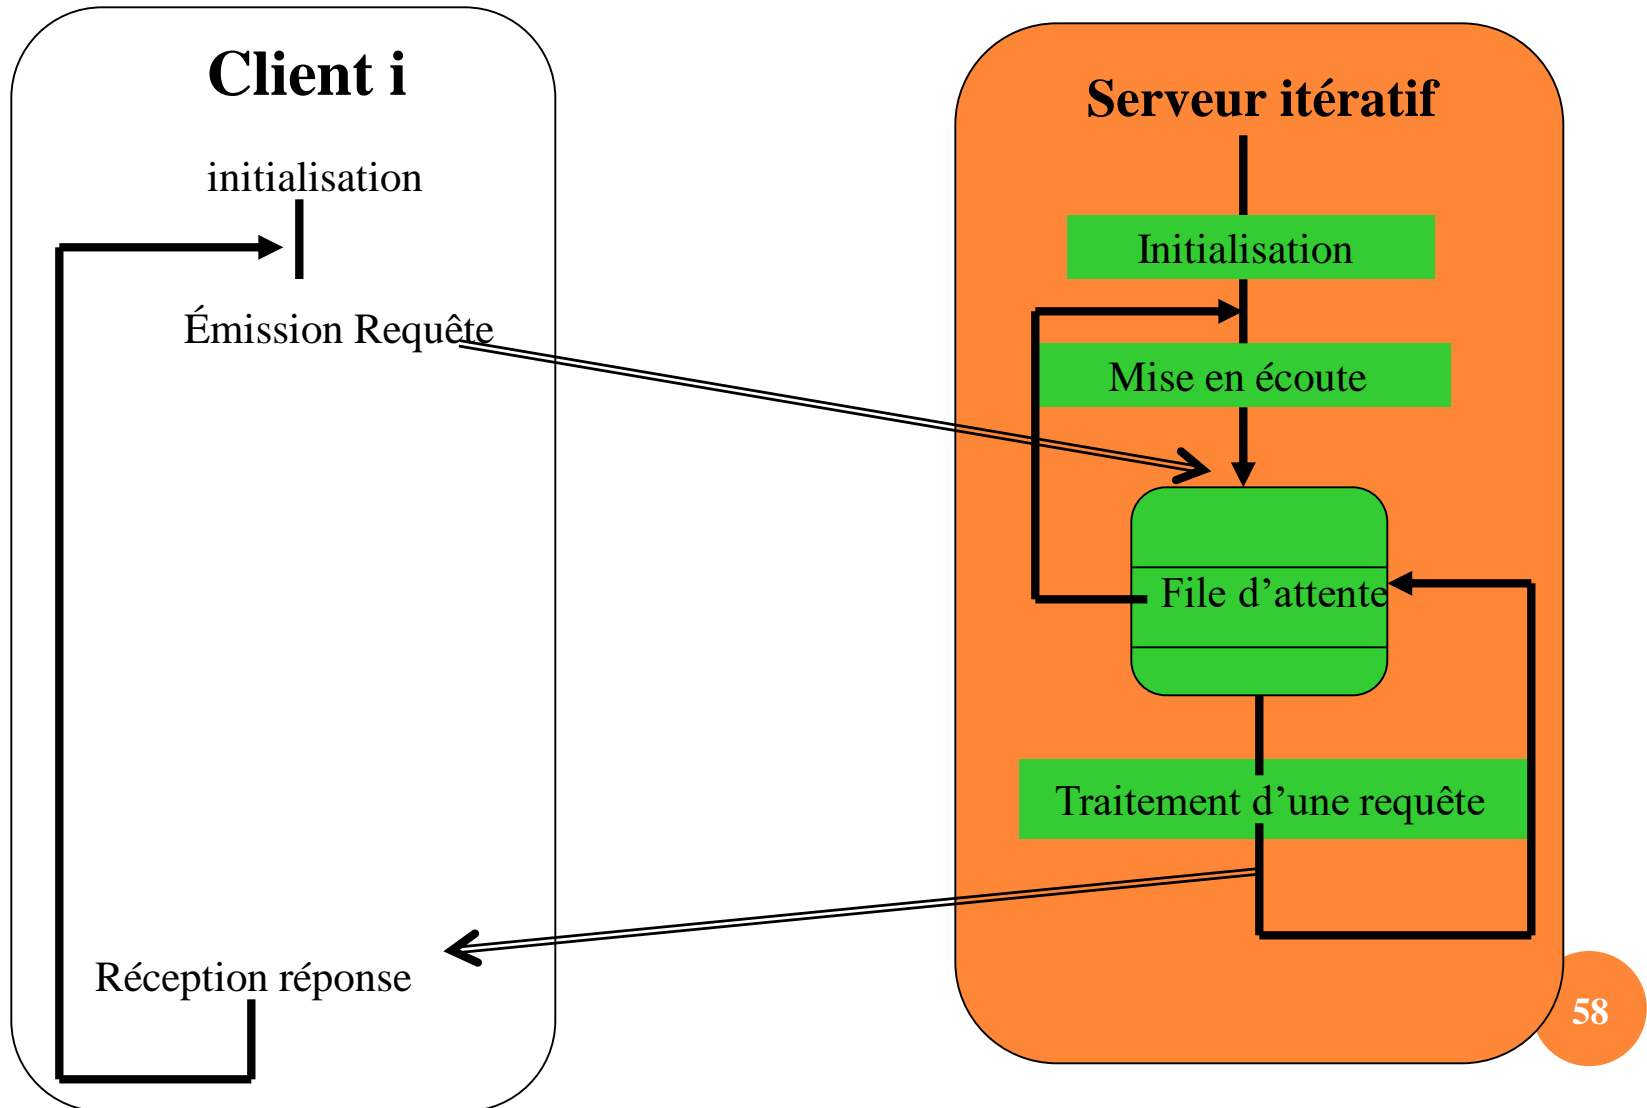 Client i
initialisation
Émission Requête
Réception réponse
Serveur itératif
Initialisation
Mise en écoute
File d’attente
Traitement d’une requête
58